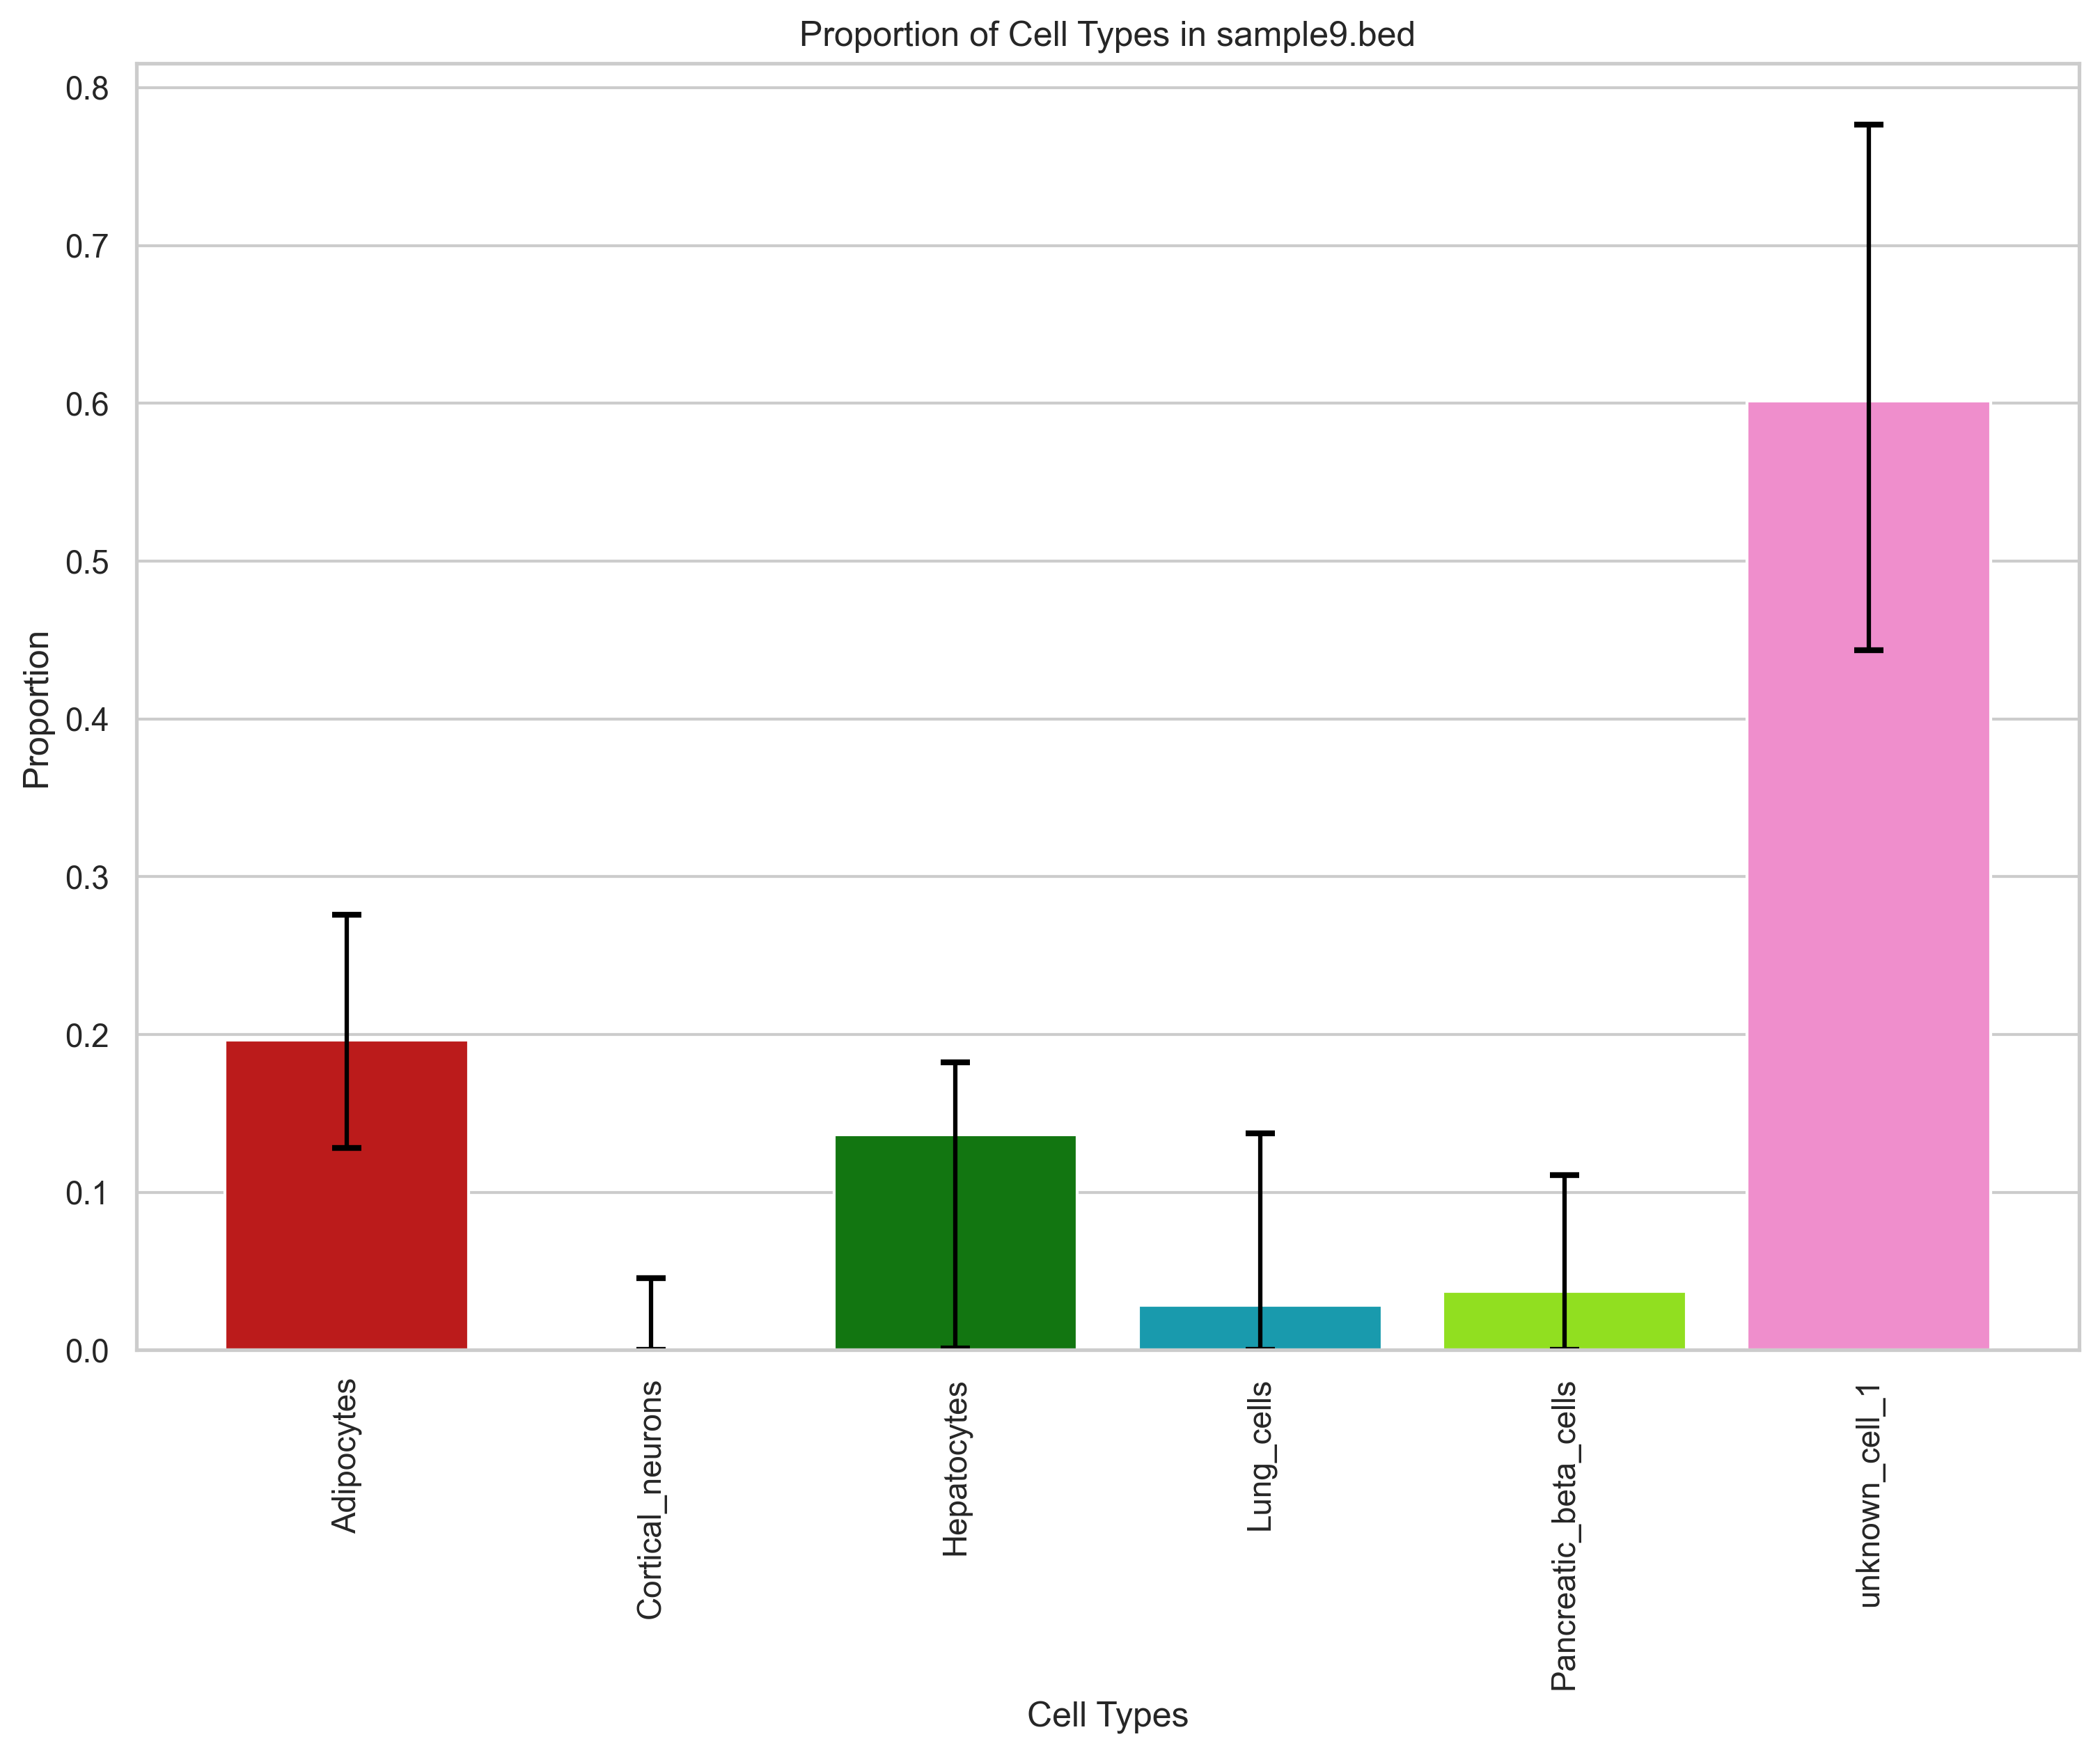 Proportion of Cell Types in sample9.bed
0.8
0.7
0.6
0.5
0.4
0.3
0.2
0.1
0.0
Proportion
Adipocytes
Cortical_neurons
Hepatocytes
Lung_cells
Pancreatic_beta_cells
unknown_cell_1
Cell Types